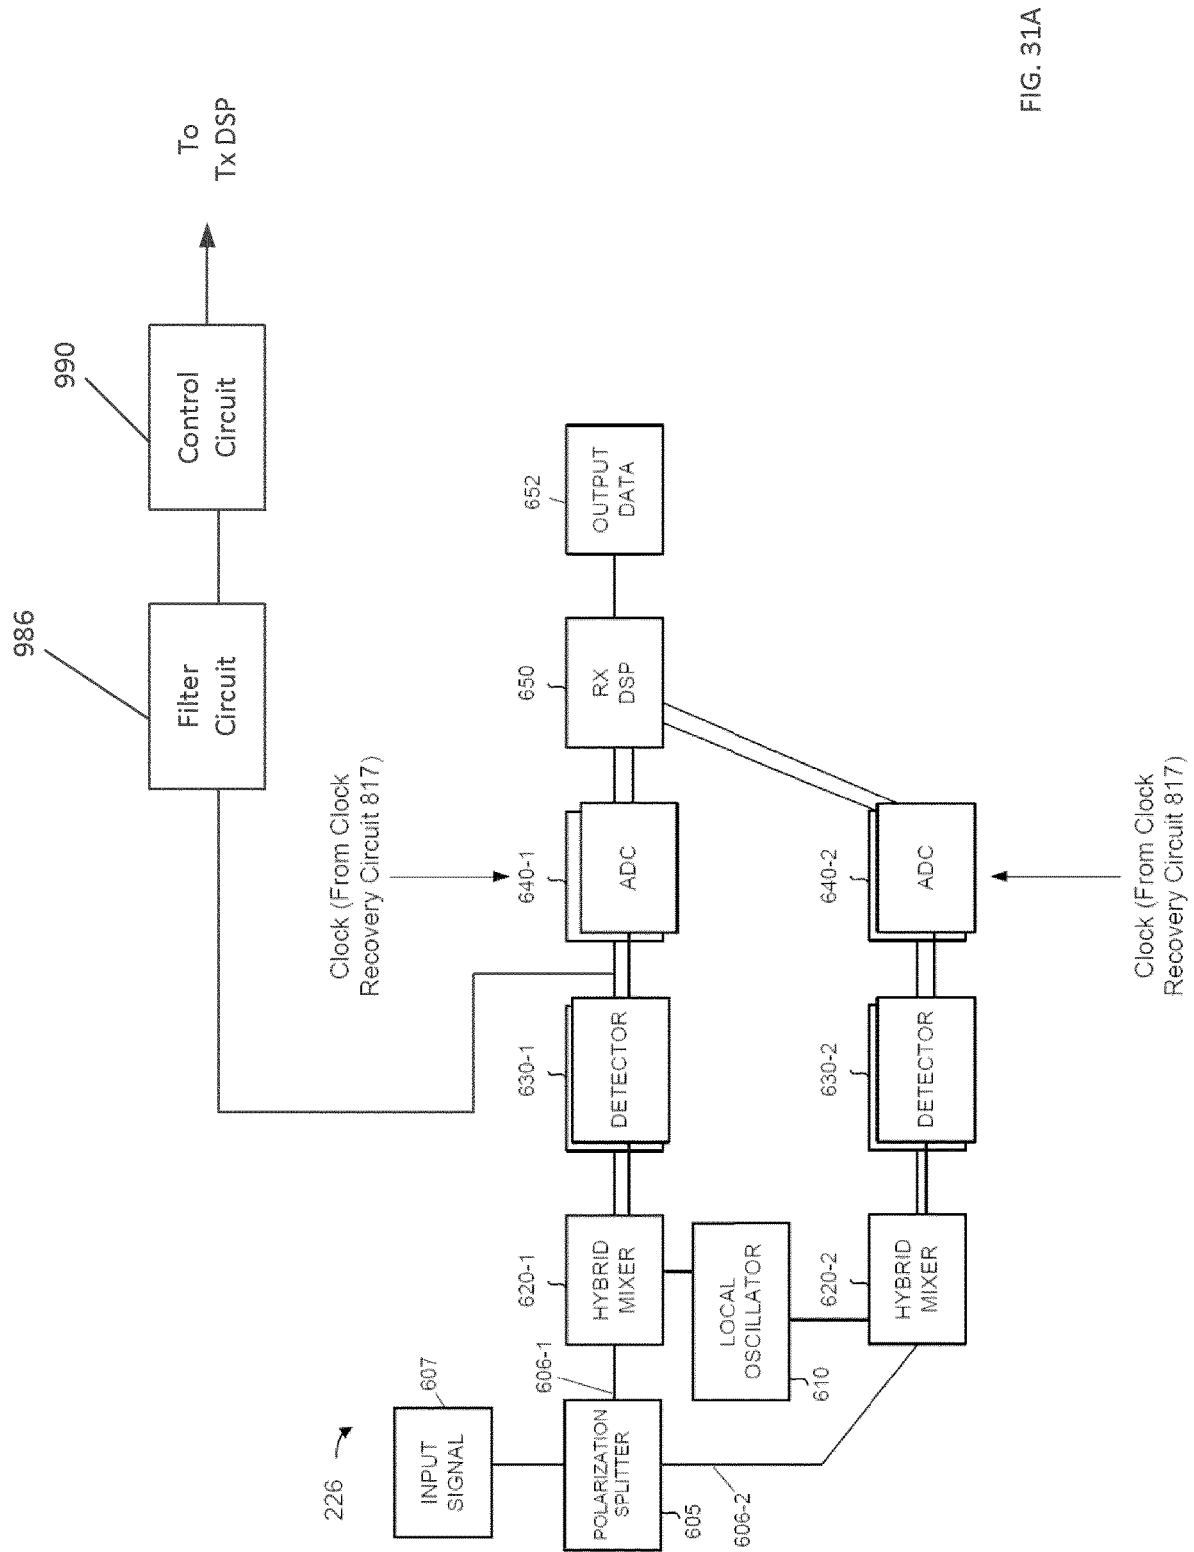 986
Filter
Circuit
990
Control
Circuit
To
Tx DSP
Clock (From Clock
Recovery Circuit 817)
226
INPUT
SIGNAL
607
POLARIZATION
SPLITTER
605
606-1
606-2
620-1
HYBRID
MIXER
LOCAL
OSCILLATOR
610
630-1
DETECTOR
640-1
ADC
650
RX
DSP
652
OUTPUT
DATA
620-2
HYBRID
MIXER
630-2
DETECTOR
640-2
ADC
Clock (From Clock
Recovery Circuit 817)
FIG. 31A